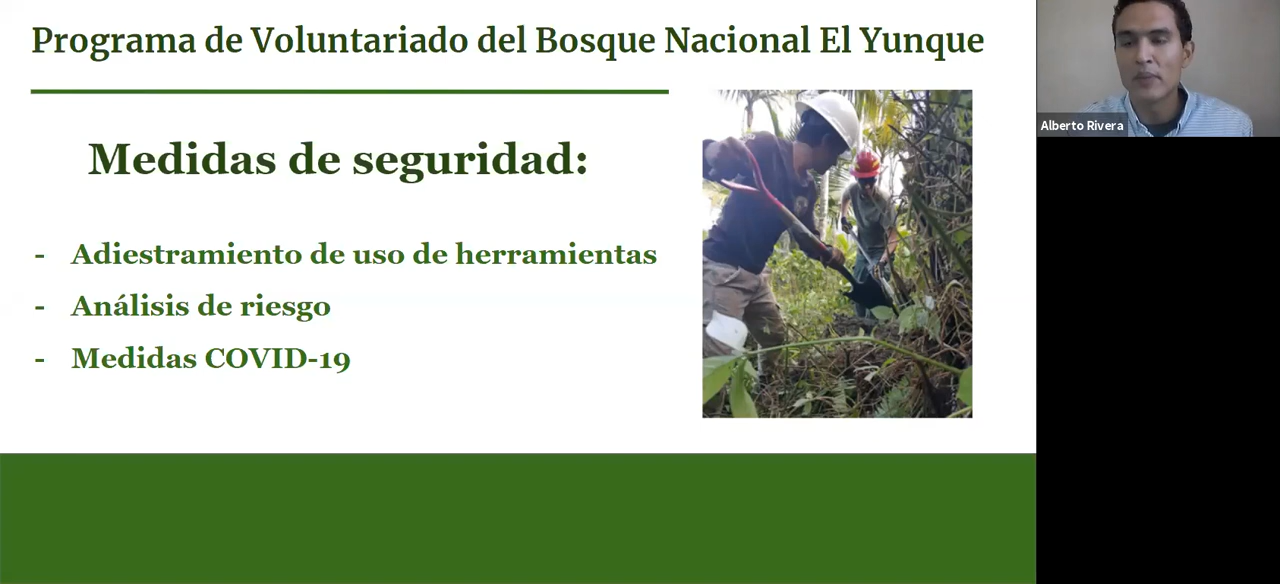 Programa de Voluntariado del Bosque Nacional El Yunque
Medidas de seguridad:
- Adiestramiento de uso de herramientas
- Análisis de riesgo
- Medidas COVID-19
Alberto Rivera